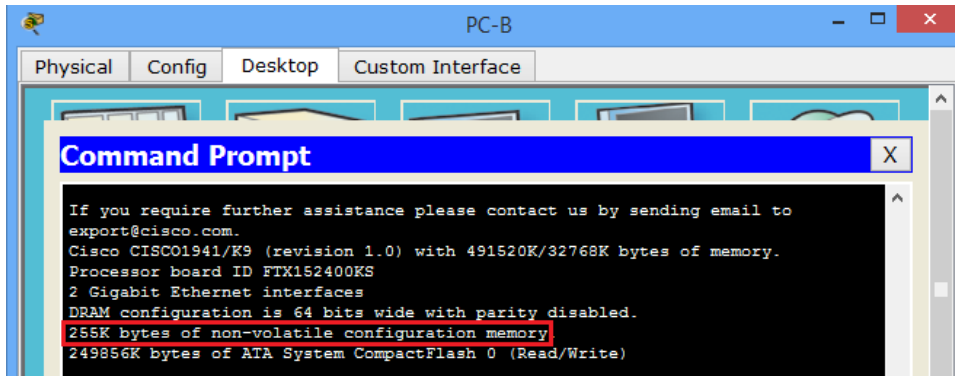 PC-B
Physical Config Desktop Custom Interface
Command Prompt
X
If you require further assistance please contact us by sending email to
export@cisco.com.
Cisco CISCO1941/K9 (revision 1.0) with 491520K/32768K bytes of memory.
Processor board ID FTX152400KS
2 Gigabit Ethernet interfaces
DRAM configuration is 64 bits wide with parity disabled.
255K bytes of non-volatile configuration memory.
249856K bytes of ATA System CompactFlash 0 (Read/Write)